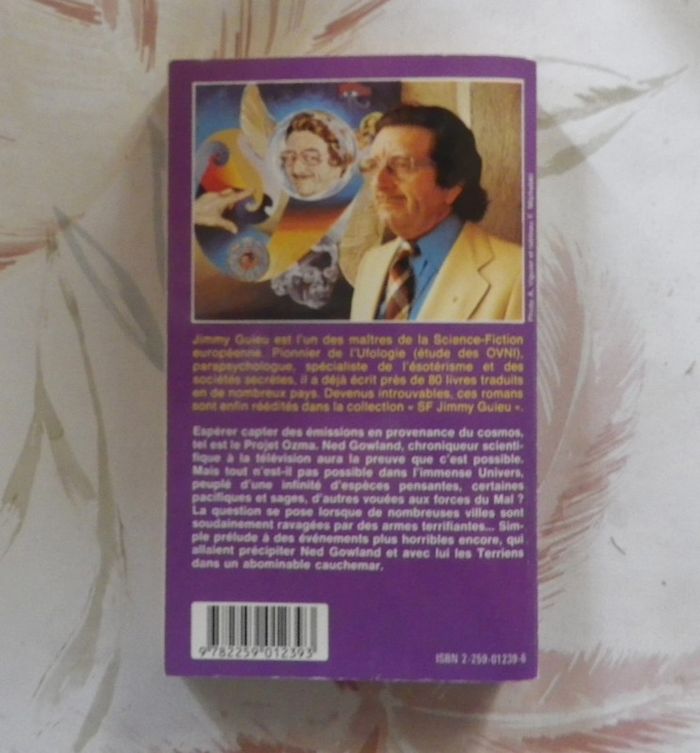 Photo A. Viguier et tableau F. Michelski
Jimmy Guieu est l'un des maîtres de la Science-Fiction
européenne. Pionnier de l'Ufologie (étude des OVNI),
parapsychologue, spécialiste de l'ésotérisme et des
sociétés secrètes, il a déjà écrit près de 80 livres traduits
en de nombreux pays. Devenus introuvables, ces romans
sont enfin réédités dans la collection « SF Jimmy Guieu ».
Espérer capter des émissions en provenance du cosmos,
tel est le Projet Ozma. Ned Gowland, chroniqueur scienti-
fique à la télévision aura la preuve que c'est possible.
Mais tout n'est-il pas possible dans l'immense Univers,
peuplé d'une infinité d'espèces pensantes, certaines
pacifiques et sages, d'autres vouées aux forces du Mal ?
La question se pose lorsque de nombreuses villes sont
soudainement ravagées par des armes terrifiantes... Sim-
ple prélude à des événements plus horribles encore, qui
allaient précipiter Ned Gowland et avec lui les Terriens
dans un abominable cauchemar.
9 782259 012393
ISBN 2-259-01239-6